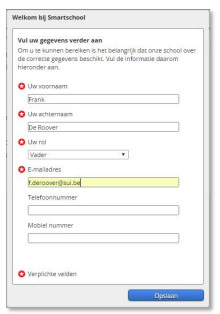 Welkom bij Smartschool
Vul uw gegevens verder aan
Om u te kunnen bereiken is het belangrijk dat onze school over
de correcte gegevens beschikt. Vul de informatie daarom
hieronder aan.
Uw voornaam
Frank
Uw achternaam
De Roover
Uw rol
Vader
E-mailadres
f.deroover@sui.be
Telefoonnummer
Mobiel nummer
Verplichte velden
Opslaan